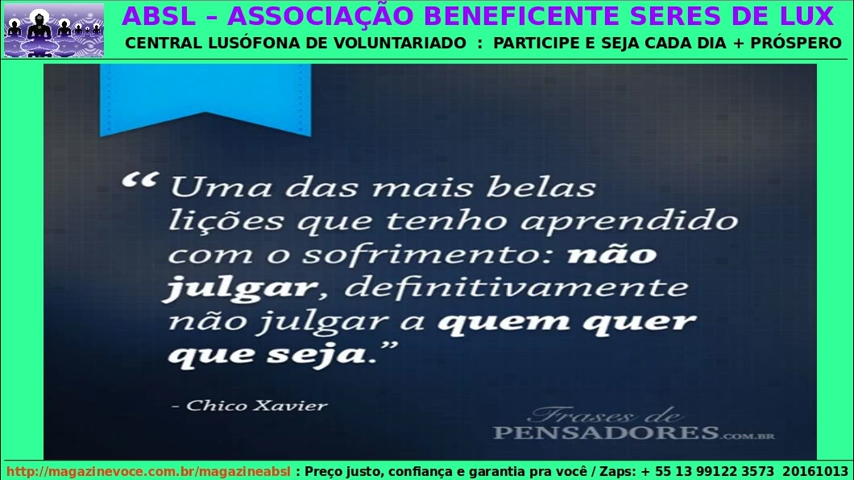 ABSL – ASSOCIAÇÃO BENEFICENTE SERES DE LUX
CENTRAL LUSÓFONA DE VOLUNTARIADO : PARTICIPE E SEJA CADA DIA + PRÓSPERO
“Uma das mais belas
lições que tenho aprendido
com o sofrimento: não
julgar, definitivamente
não julgar a quem quer
que seja.”
- Chico Xavier
Frases de
PENSADORES.COM.BR
http://magazinevoce.com.br/magazineabsl : Preço justo, confiança e garantia pra você / Zaps: + 55 13 99122 3573 20161013